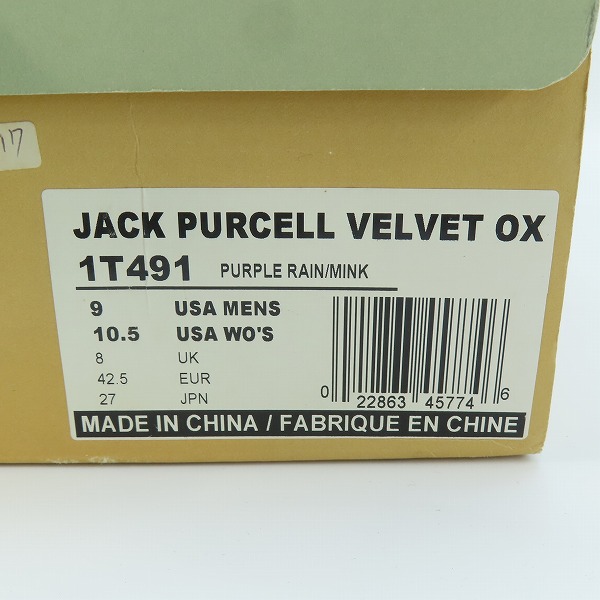 17
JACK PURCELL VELVET OX
1T491 PURPLE RAIN/MINK
9 USA MENS
10.5 USA WO'S
8 UK
42.5 EUR
27 JPN
0 22863 45774 6
MADE IN CHINA / FABRIQUE EN CHINE